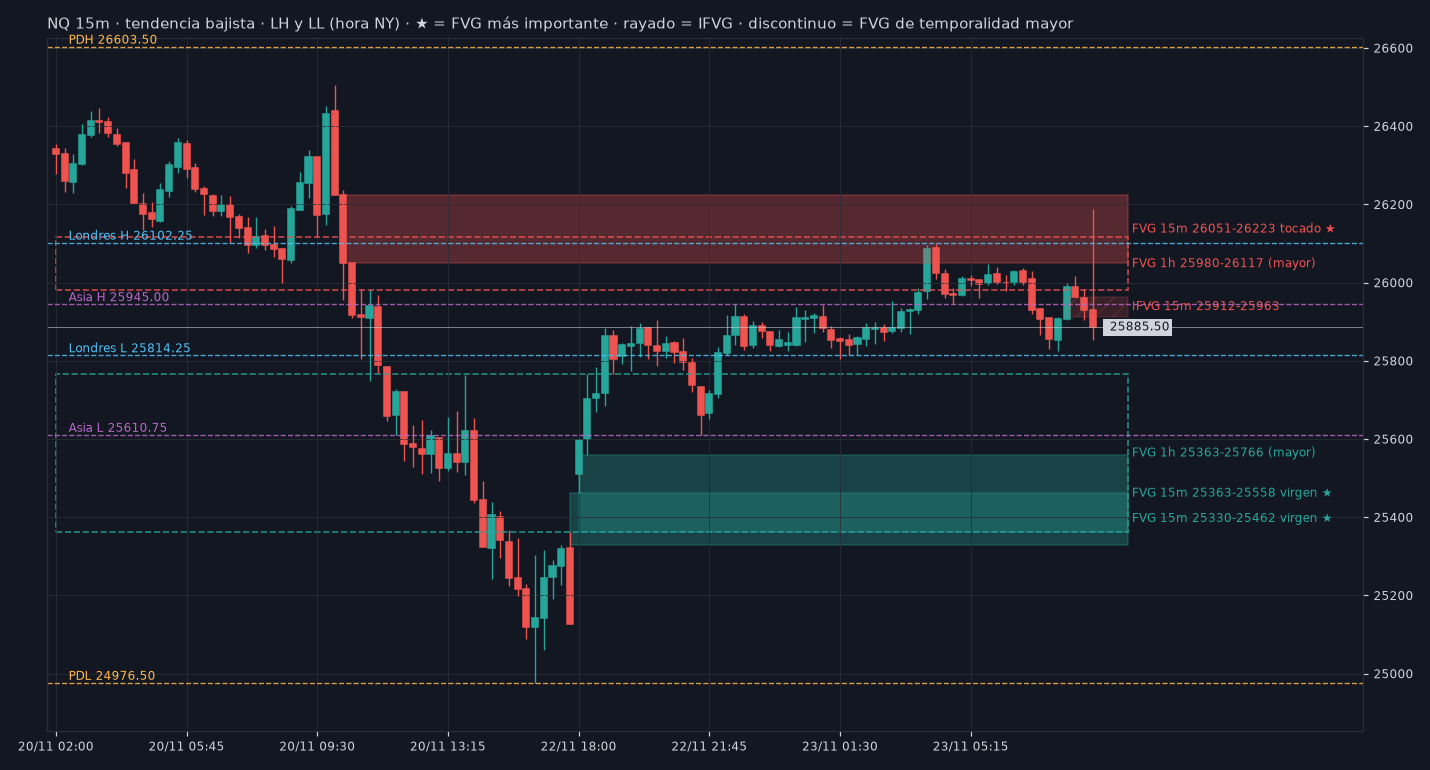 NQ 15m · tendencia bajista · LH y LL (hora NY) · ★ = FVG más importante · rayado = IFVG · discontinuo = FVG de temporalidad mayor
PDH 26603.50
26600
26400
26200
FVG 15m 26051-26223 tocado ★
Londres H 26102.25
FVG 1h 25980-26117 (mayor)
26000
Asia H 25945.00
IFVG 15m 25912-25963
25885.50
Londres L 25814.25
25800
Asia L 25610.75
25600
FVG 1h 25363-25766 (mayor)
FVG 15m 25363-25558 virgen ★
FVG 15m 25330-25462 virgen ★
25400
25200
PDL 24976.50
25000
20/11 02:00
20/11 05:45
20/11 09:30
20/11 13:15
22/11 18:00
22/11 21:45
23/11 01:30
23/11 05:15